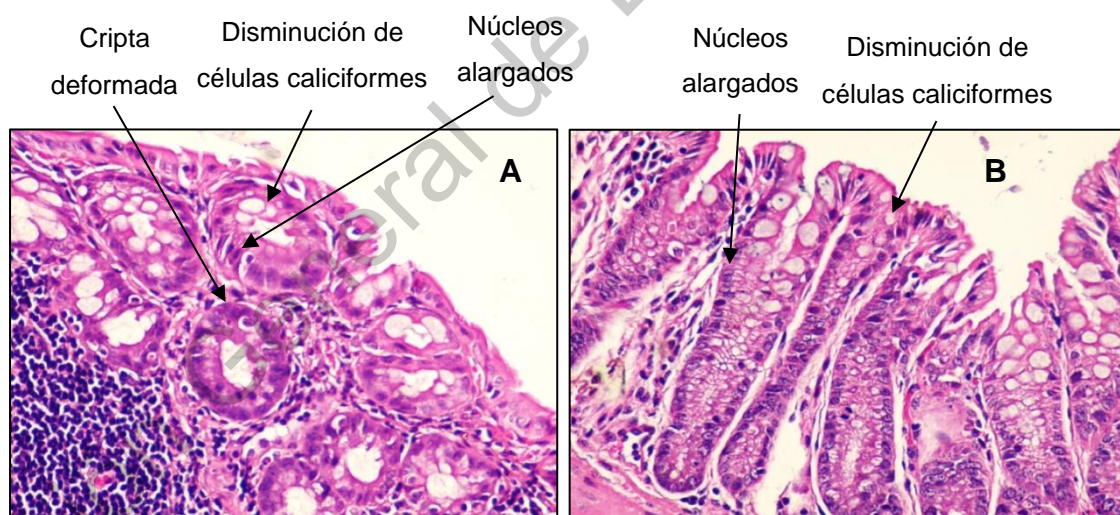 Cripta
deformada
Disminución de
células caliciformes
Núcleos
alargados
Núcleos
alargados
Disminución de
células caliciformes
A
B